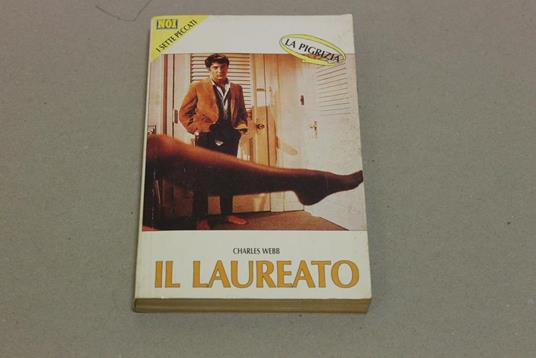 NOI
I SETTE PECCATI
LA PIGRIZIA
CHARLES WEBB
IL LAUREATO